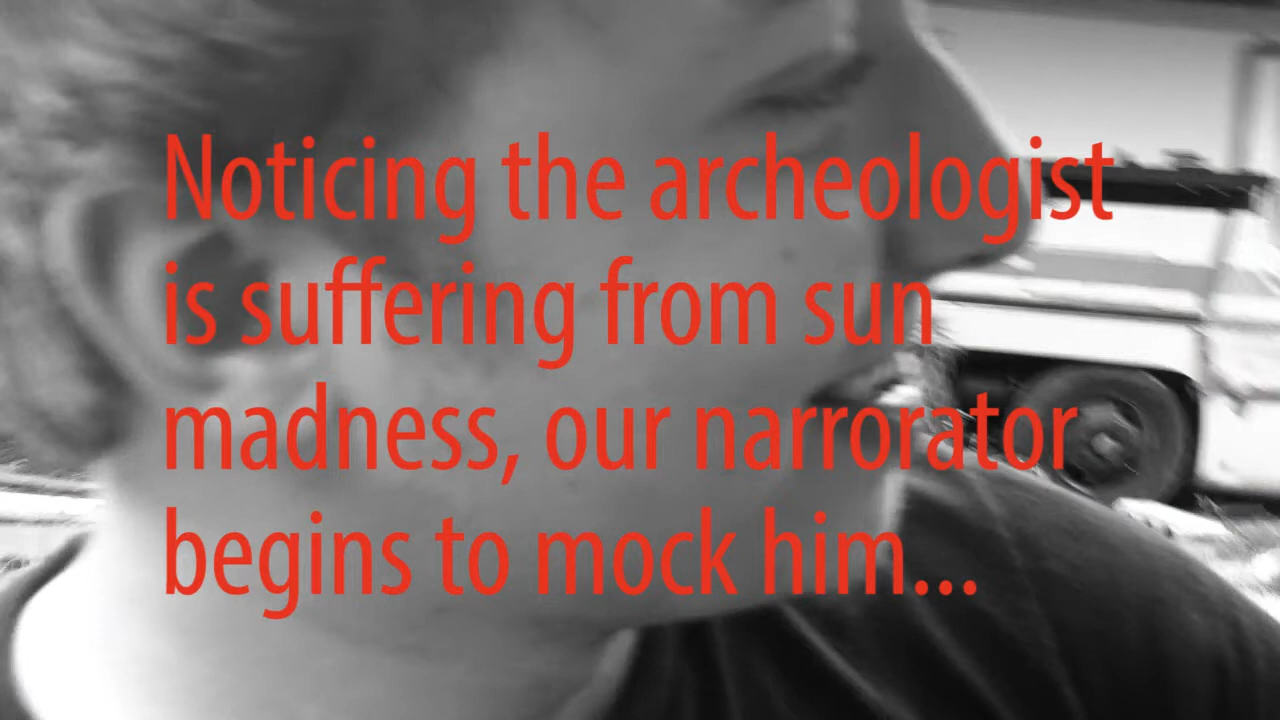 Noticing the archeologist
is suffering from sun
madness, our narrorator
begins to mock him...